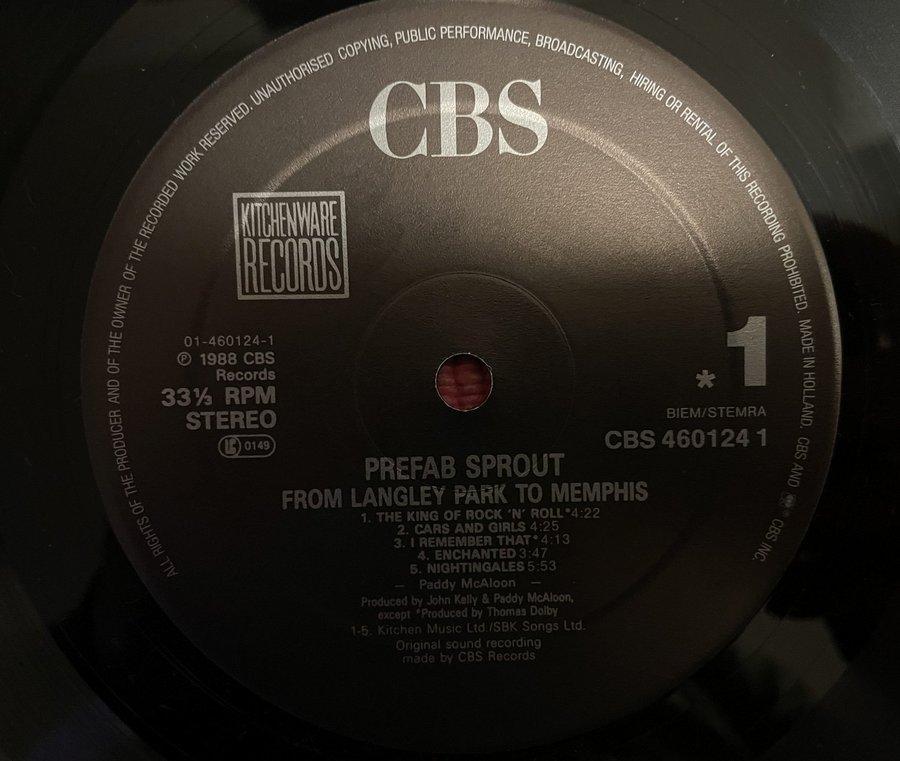 ALL RIGHTS OF THE PRODUCER AND OF THE OWNER OF THE RECORDED WORK RESERVED. UNAUTHORISED COPYING, PUBLIC PERFORMANCE, BROADCASTING, HIRING OR RENTAL OF THIS RECORDING PROHIBITED. MADE IN HOLLAND. CBS AND CBS INC.
CBS
KITCHENWARE
RECORDS
01-460124-1
℗ 1988 CBS
Records
33⅓ RPM
STEREO
LC 0149
* 1
BIEM/STEMRA
CBS 460124 1
PREFAB SPROUT
FROM LANGLEY PARK TO MEMPHIS
1. THE KING OF ROCK 'N' ROLL*4:22
2. CARS AND GIRLS 4:25
3. I REMEMBER THAT*4:13
4. ENCHANTED 3:47
5. NIGHTINGALES 5:53
— Paddy McAloon —
Produced by John Kelly & Paddy McAloon,
except *Produced by Thomas Dolby
1-5. Kitchen Music Ltd./SBK Songs Ltd.
Original sound recording
made by CBS Records